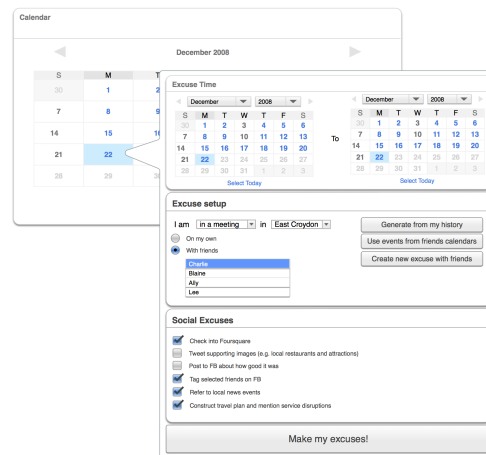 Calendar
December 2008
S M T
30 1 2
7 8 9
14 15 16
21 22
28 29 30
Excuse Time
December 2008
S M T W T F S
30 1 2 3 4 5 6
7 8 9 10 11 12 13
14 15 16 17 18 19 20
21 22 23 24 25 26 27
28 29 30 31 1 2 3
Select Today
To
December 2008
S M T W T F S
30 1 2 3 4 5 6
7 8 9 10 11 12 13
14 15 16 17 18 19 20
21 22 23 24 25 26 27
28 29 30 31 1 2 3
Select Today
Excuse setup
I am in a meeting in East Croydon
On my own
With friends
Charlie
Blaine
Ally
Lee
Generate from my history
Use events from friends calendars
Create new excuse with friends
Social Excuses
Check into Foursquare
Tweet supporting images (e.g. local restaurants and attractions)
Post to FB about how good it was
Tag selected friends on FB
Refer to local news events
Construct travel plan and mention service disruptions
Make my excuses!